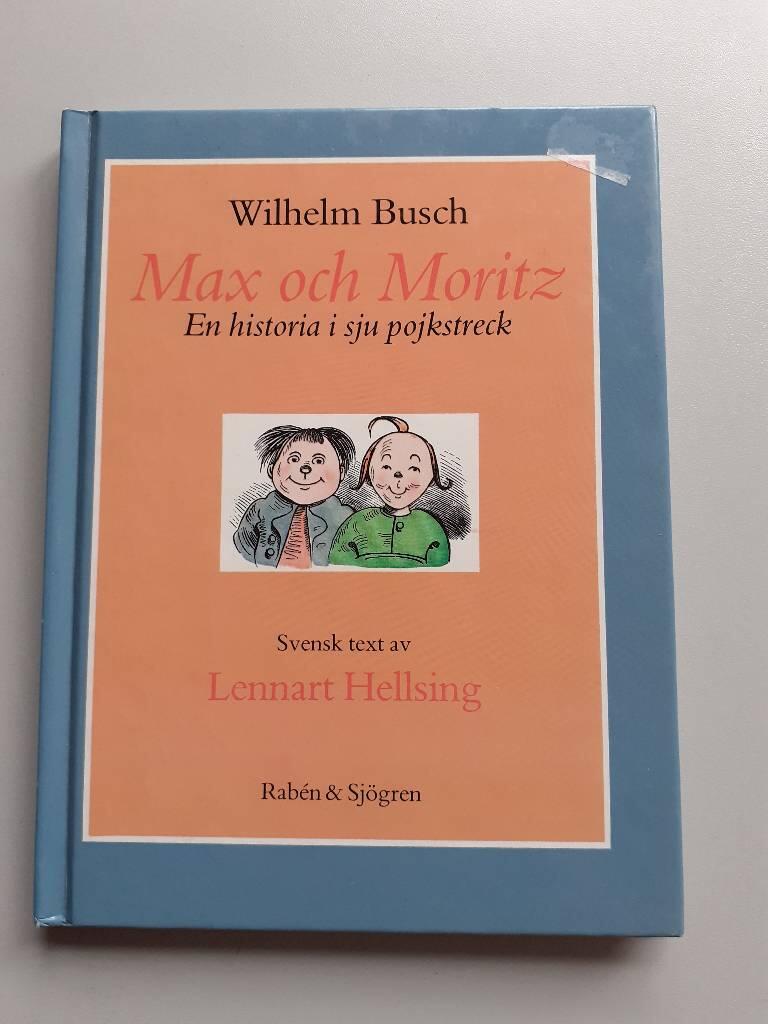 Wilhelm Busch
Max och Moritz
En historia i sju pojkstreck
Svensk text av
Lennart Hellsing
Rabén & Sjögren